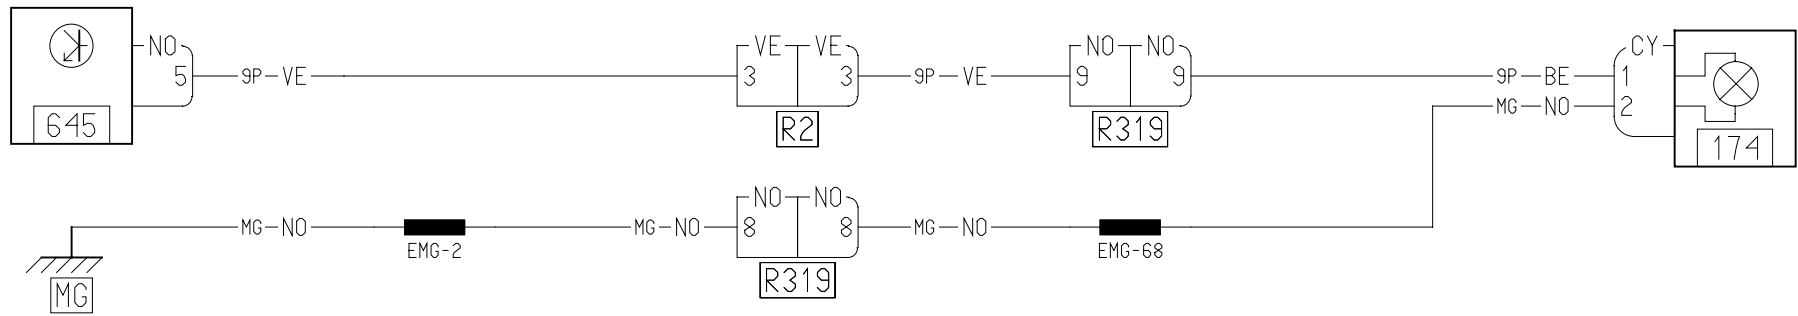 NO VE VE NO NO CY
5 9P VE 3 3 9P VE 9 9 9P BE 1
MG NO 2
645 R2 R319 174
NO NO
MG NO MG NO 8 8 MG NO
EMG-2 EMG-68
MG R319